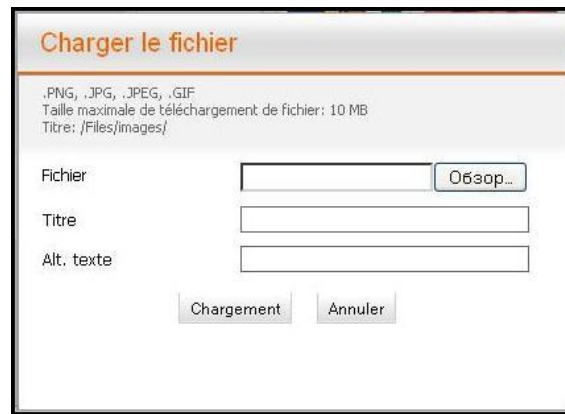 Charger le fichier
.PNG, .JPG, .JPEG, .GIF
Taille maximale de téléchargement de fichier: 10 MB
Titre: /Files/images/
Fichier
Обзор...
Titre
Alt. texte
Chargement Annuler